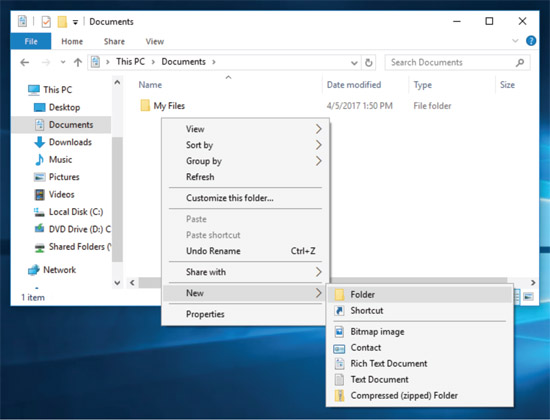 Documents
File Home Share View
This PC > Documents >
Search Documents
Name Date modified Type Size
My Files 4/5/2017 1:50 PM File folder
This PC
Desktop
Documents
Downloads
Music
Pictures
Videos
Local Disk (C:)
DVD Drive (D:) C
Shared Folders (\
Network
1 item
View
Sort by
Group by
Refresh
Customize this folder...
Paste
Paste shortcut
Undo Rename Ctrl+Z
Share with
New
Properties
Folder
Shortcut
Bitmap image
Contact
Rich Text Document
Text Document
Compressed (zipped) Folder